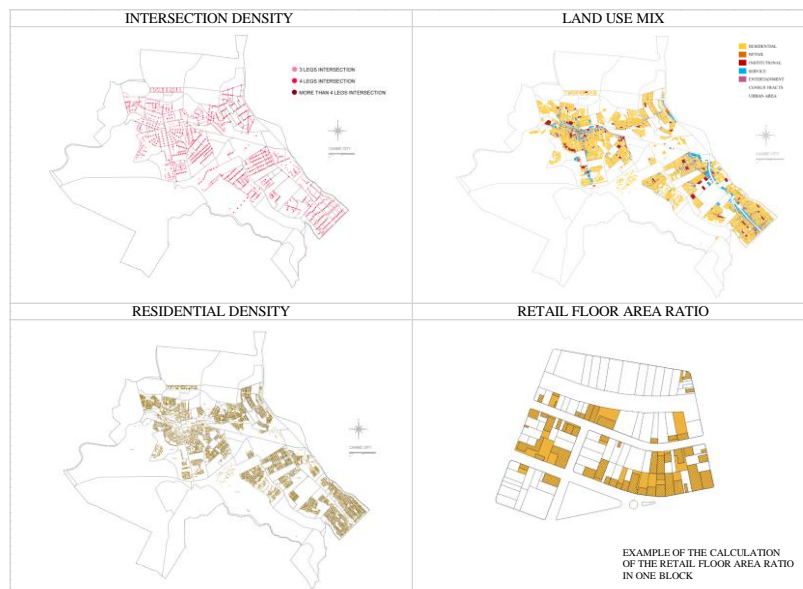 INTERSECTION DENSITY
3 LEGS INTERSECTION
4 LEGS INTERSECTION
MORE THAN 4 LEGS INTERSECTION
LAND USE MIX
RESIDENTIAL
RETAIL
INSTITUTIONAL
SERVICE
ENTERTAINMENT
CENSUS TRACTS
URBAN AREA
RESIDENTIAL DENSITY
RETAIL FLOOR AREA RATIO
EXAMPLE OF THE CALCULATION
OF THE RETAIL FLOOR AREA RATIO
IN ONE BLOCK